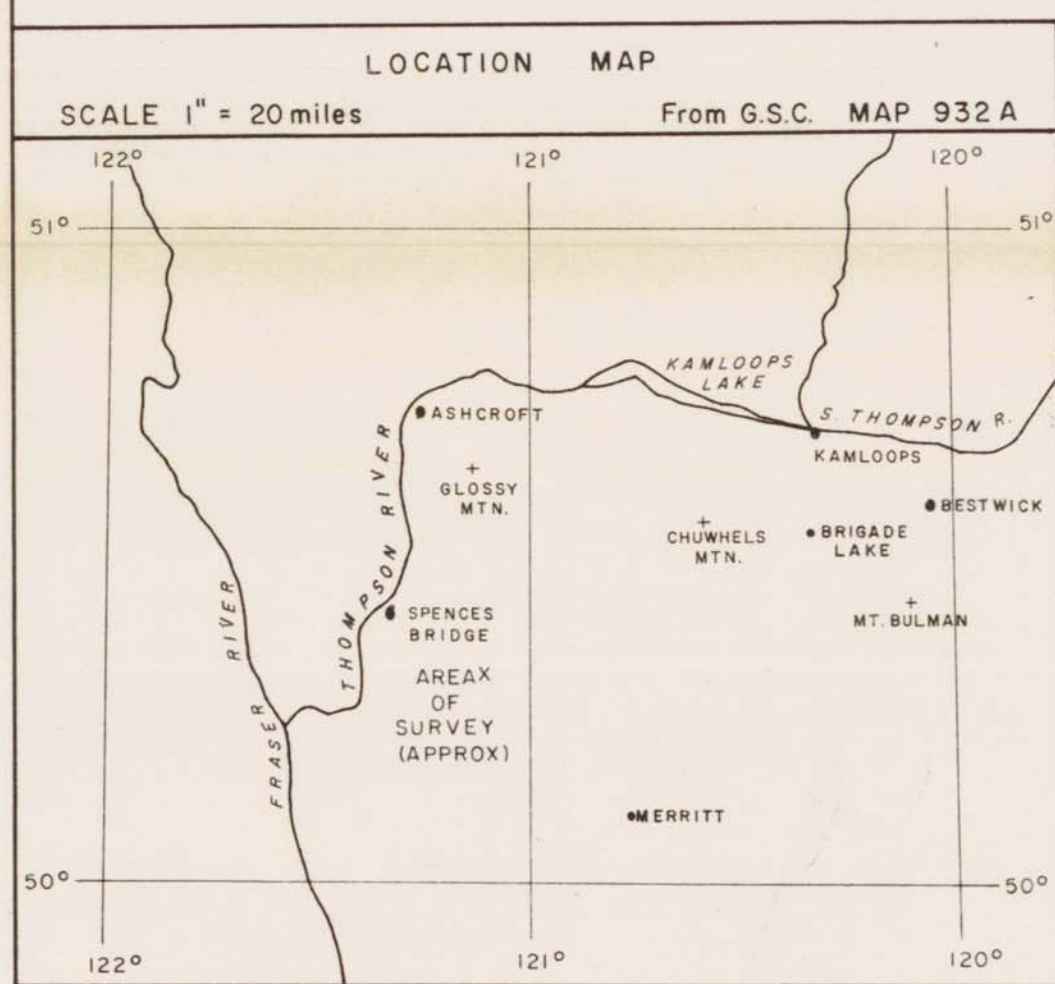 LOCATION MAP
SCALE 1" = 20 miles
From G.S.C. MAP 932 A
122°
121°
120°
51°
51°
KAMLOOPS
LAKE
S. THOMPSON R.
ASHCROFT
KAMLOOPS
GLOSSY
MTN.
BESTWICK
CHUWHELS
MTN.
BRIGADE
LAKE
THOMPSON RIVER
SPENCES
BRIDGE
MT. BULMAN
FRASER RIVER
AREA X
OF
SURVEY
(APPROX)
MERRITT
50°
50°
122°
121°
120°